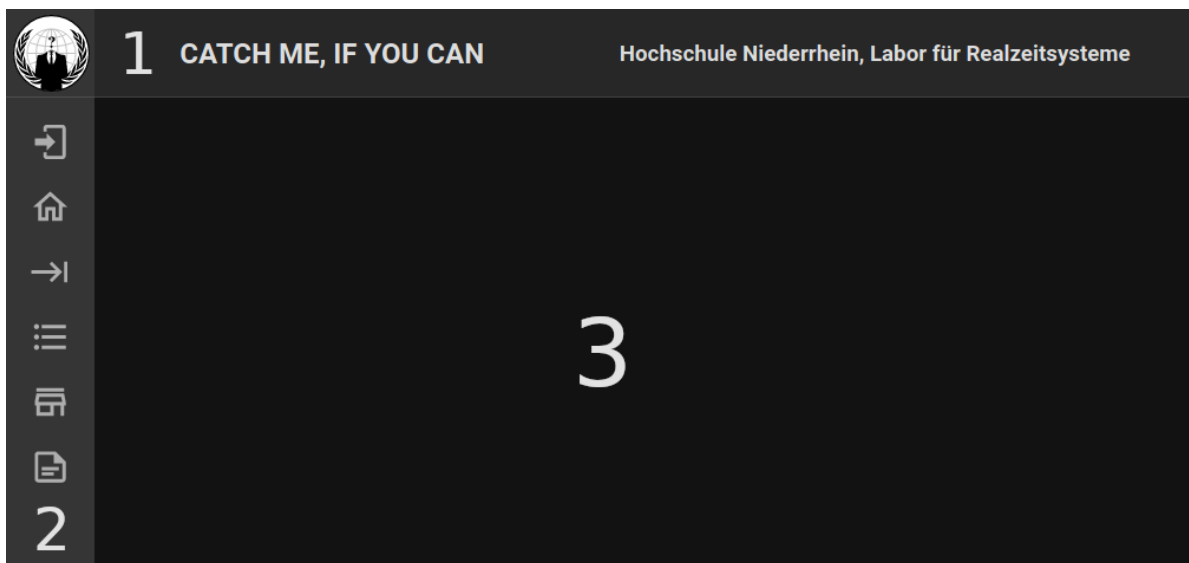 1 CATCH ME, IF YOU CAN Hochschule Niederrhein, Labor für Realzeitsysteme
3
2